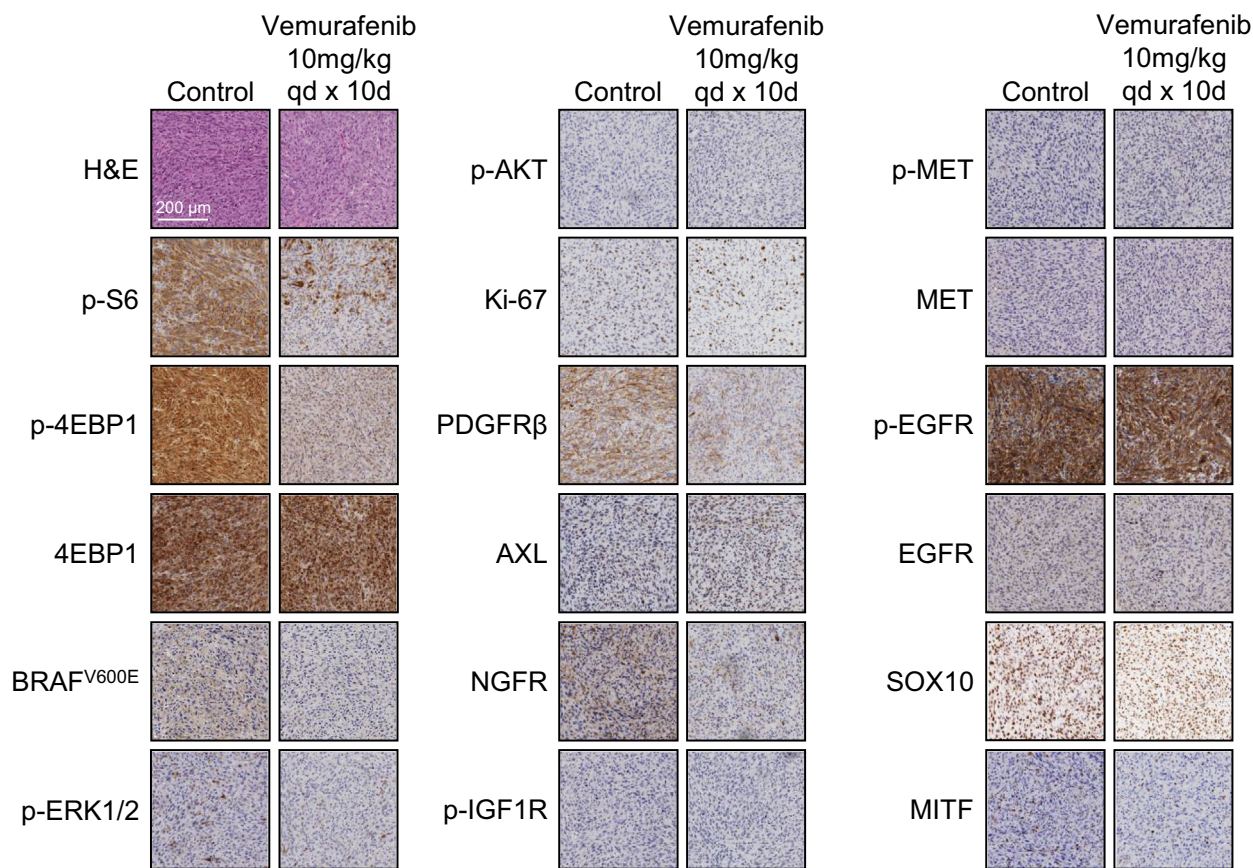 Control
Vemurafenib
10mg/kg
qd x 10d
H&E
200 µm
p-S6
p-4EBP1
4EBP1
BRAFV600E
p-ERK1/2
Control
Vemurafenib
10mg/kg
qd x 10d
p-AKT
Ki-67
PDGFRβ
AXL
NGFR
p-IGF1R
Control
Vemurafenib
10mg/kg
qd x 10d
p-MET
MET
p-EGFR
EGFR
SOX10
MITF